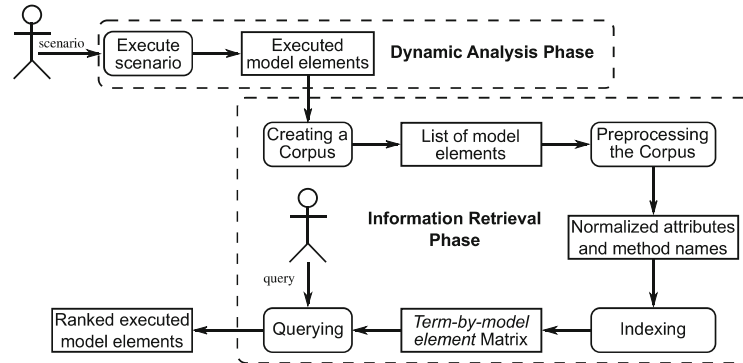 scenario
Execute
scenario
Executed
model elements
Dynamic Analysis Phase
Creating a
Corpus
List of model
elements
Preprocessing
the Corpus
Information Retrieval
Phase
Normalized attributes
and method names
query
Ranked executed
model elements
Querying
Term-by-model
element Matrix
Indexing